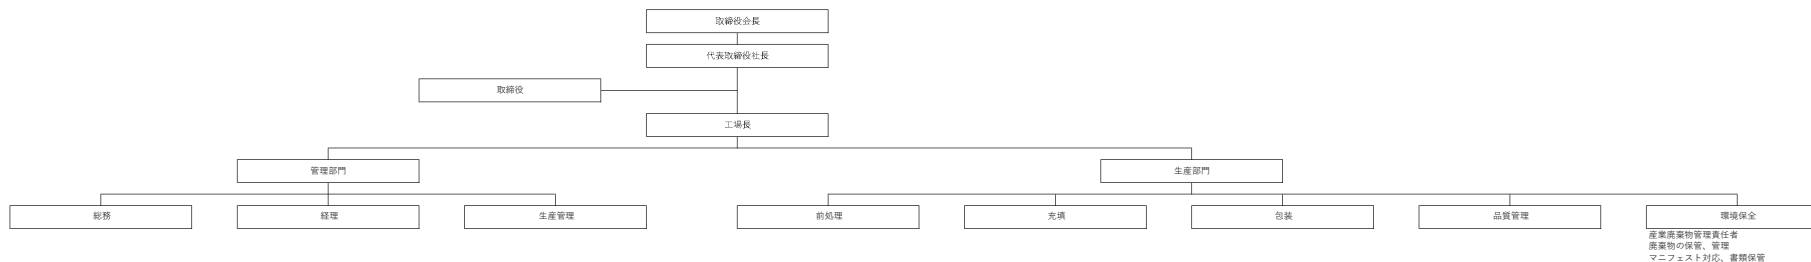 取締役会長
代表取締役社長
取締役
工場長
管理部門
生産部門
総務
経理
生産管理
前処理
充填
包装
品質管理
環境保全
産業廃棄物管理責任者
廃棄物の保管、管理
マニフェスト対応、書類保管